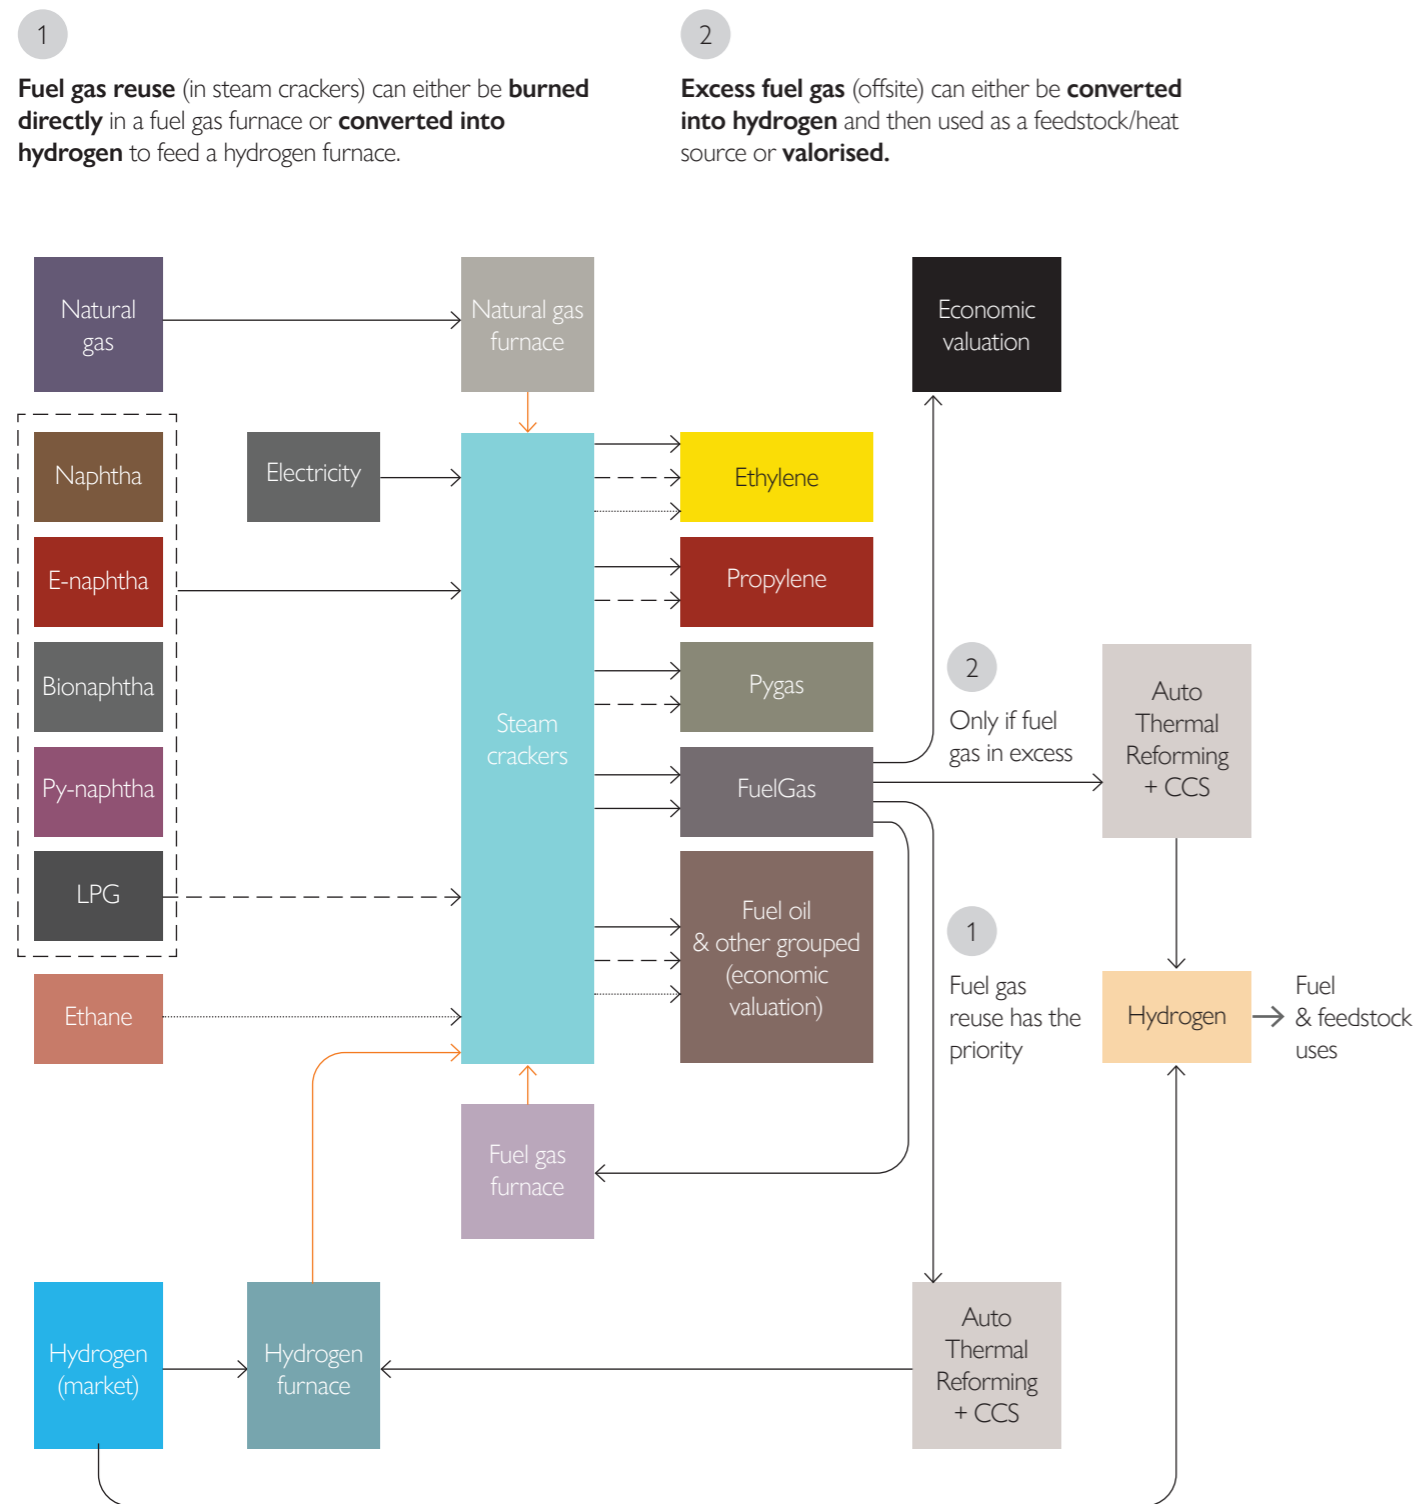 1
Fuel gas reuse (in steam crackers) can either be burned
directly in a fuel gas furnace or converted into
hydrogen to feed a hydrogen furnace.
2
Excess fuel gas (offsite) can either be converted
into hydrogen and then used as a feedstock/heat
source or valorised.
Natural
gas
Natural gas
furnace
Economic
valuation
Naphtha
Electricity
Ethylene
E-naphtha
Propylene
Bionaphtha
Pygas
2
Only if fuel
gas in excess
Auto
Thermal
Reforming
+ CCS
Steam
crackers
Py-naphtha
FuelGas
LPG
Fuel oil
& other grouped
(economic
valuation)
1
Fuel gas
reuse has the
priority
Ethane
Hydrogen
Fuel
& feedstock
uses
Fuel gas
furnace
Hydrogen
(market)
Hydrogen
furnace
Auto
Thermal
Reforming
+ CCS